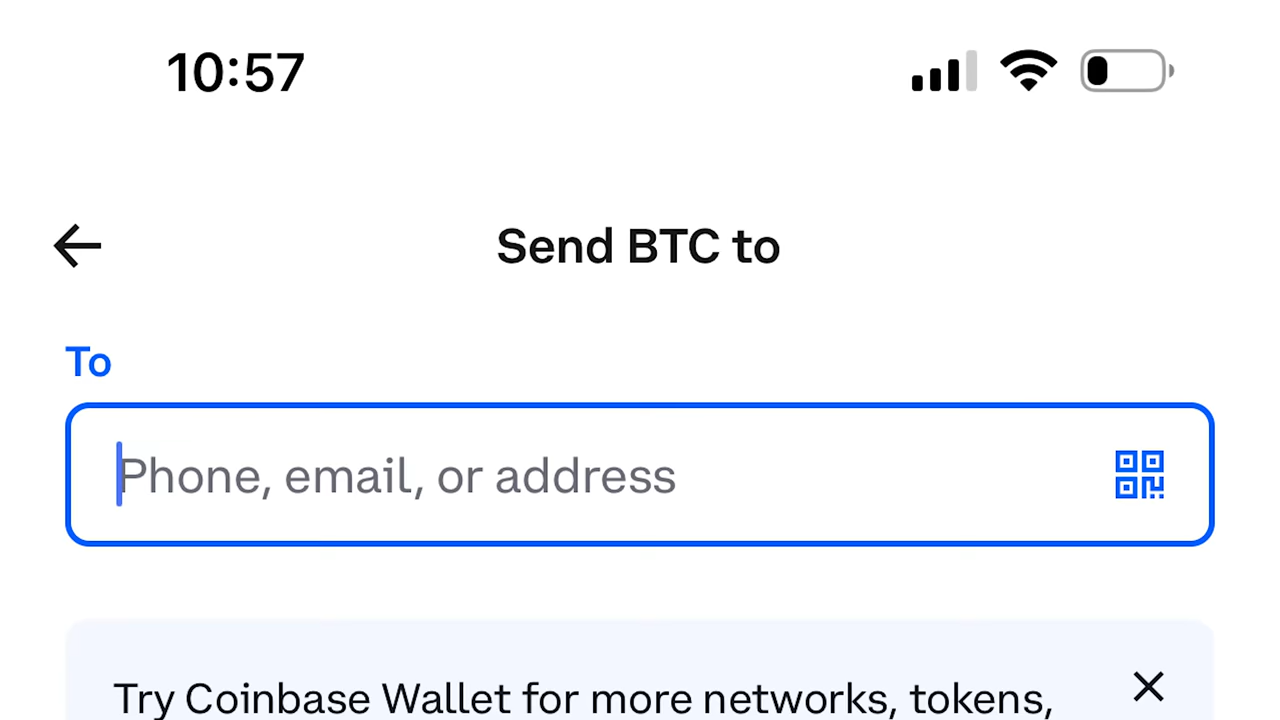 10:57
Send BTC to
To
Phone, email, or address
Try Coinbase Wallet for more networks, tokens,